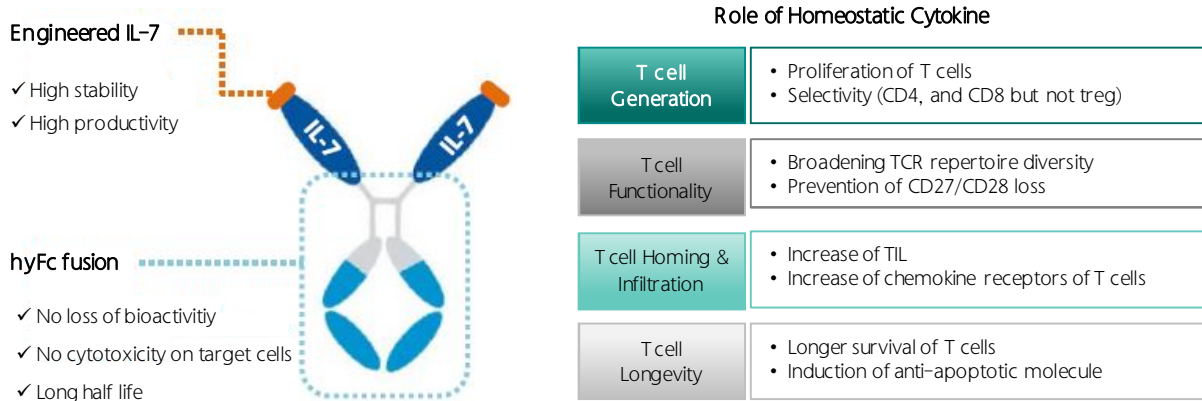 Engineered IL-7
✓ High stability
✓ High productivity
IL-7
IL-7
hyFc fusion
✓ No loss of bioactivitiy
✓ No cytotoxicity on target cells
✓ Long half life
Role of Homeostatic Cytokine
T cell
Generation
• Proliferation of T cells
• Selectivity (CD4, and CD8 but not treg)
T cell
Functionality
• Broadening TCR repertoire diversity
• Prevention of CD27/CD28 loss
T cell Homing &
Infiltration
• Increase of TIL
• Increase of chemokine receptors of T cells
T cell
Longevity
• Longer survival of T cells
• Induction of anti-apoptotic molecule